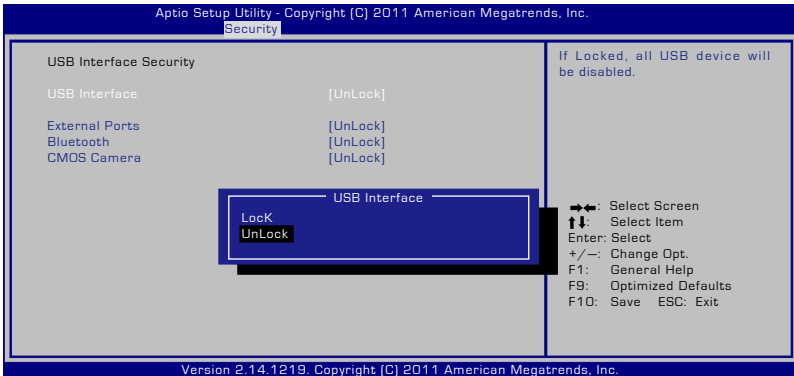 Aptio Setup Utility - Copyright (C) 2011 American Megatrends, Inc.
Security
USB Interface Security
USB Interface [UnLock]
External Ports [UnLock]
Bluetooth [UnLock]
CMOS Camera [UnLock]
USB Interface
LocK
UnLock
If Locked, all USB device will
be disabled.
→←: Select Screen
↑↓: Select Item
Enter: Select
+/—: Change Opt.
F1: General Help
F9: Optimized Defaults
F10: Save ESC: Exit
Version 2.14.1219. Copyright (C) 2011 American Megatrends, Inc.